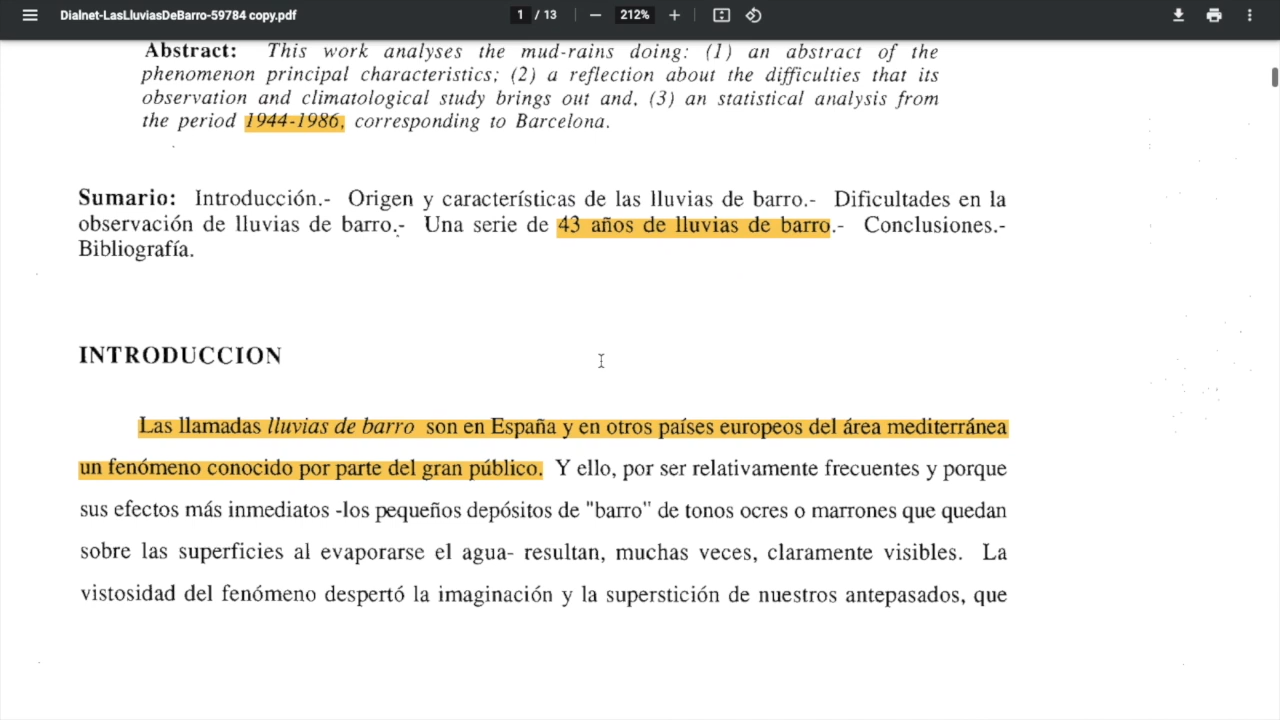 Dialnet-LasLluviasDeBarro-59784 copy.pdf
1 / 13
212%
Abstract: This work analyses the mud-rains doing: (1) an abstract of the
phenomenon principal characteristics; (2) a reflection about the difficulties that its
observation and climatological study brings out and, (3) an statistical analysis from
the period 1944-1986, corresponding to Barcelona.
Sumario: Introducción.- Origen y características de las lluvias de barro.- Dificultades en la
observación de lluvias de barro.- Una serie de 43 años de lluvias de barro.- Conclusiones.-
Bibliografía.
INTRODUCCION
Las llamadas lluvias de barro son en España y en otros países europeos del área mediterránea
un fenómeno conocido por parte del gran público. Y ello, por ser relativamente frecuentes y porque
sus efectos más inmediatos -los pequeños depósitos de "barro" de tonos ocres o marrones que quedan
sobre las superficies al evaporarse el agua- resultan, muchas veces, claramente visibles. La
vistosidad del fenómeno despertó la imaginación y la superstición de nuestros antepasados, que